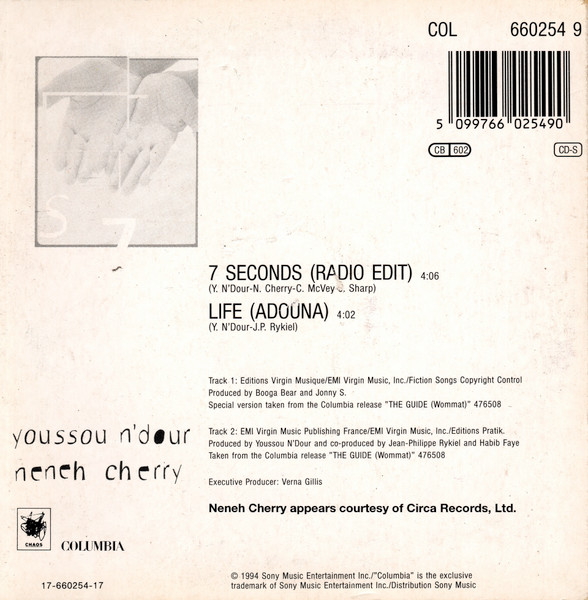 COL 660254 9
5 099766 025490
CB 602 CD-S
S 7
7 SECONDS (RADIO EDIT) 4:06
(Y. N'Dour-N. Cherry-C. McVey-J. Sharp)
LIFE (ADOUNA) 4:02
(Y. N'Dour-J.P. Rykiel)
Track 1: Editions Virgin Musique/EMI Virgin Music, Inc./Fiction Songs Copyright Control
Produced by Booga Bear and Jonny S.
Special version taken from the Columbia release "THE GUIDE (Wommat)" 476508
Track 2: EMI Virgin Music Publishing France/EMI Virgin Music, Inc./Editions Pratik.
Produced by Youssou N'Dour and co-produced by Jean-Philippe Rykiel and Habib Faye
Taken from the Columbia release "THE GUIDE (Wommat)" 476508
youssou n'dour
neneh cherry
Executive Producer: Verna Gillis
Neneh Cherry appears courtesy of Circa Records, Ltd.
CHAOS COLUMBIA
17-660254-17
© 1994 Sony Music Entertainment Inc./"Columbia" is the exclusive
trademark of Sony Music Entertainment Inc./Distribution Sony Music